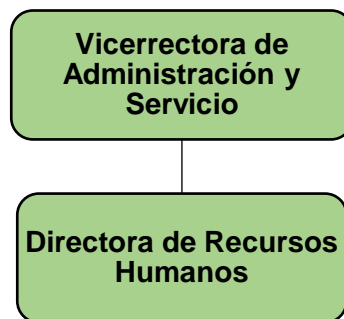 Vicerrectora de
Administración y
Servicio
Directora de Recursos
Humanos